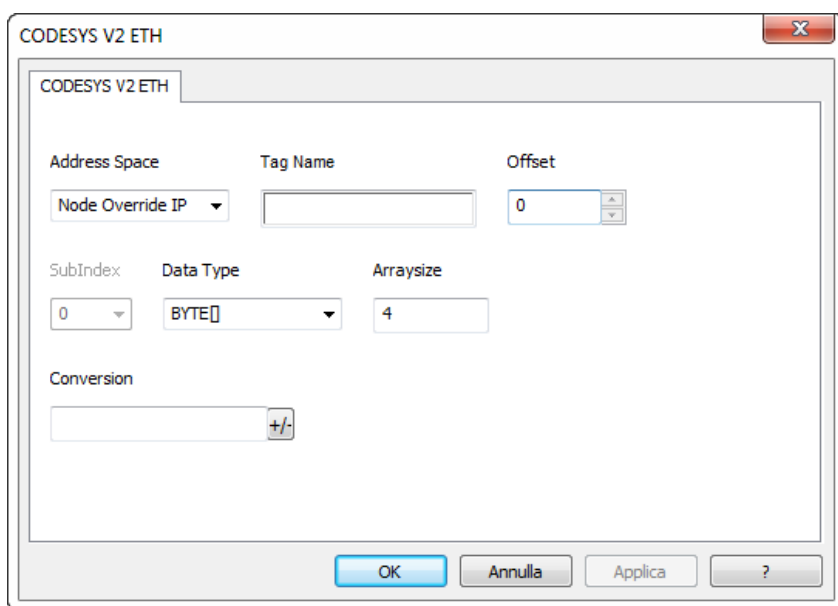 CODESYS V2 ETH
CODESYS V2 ETH
Address Space Tag Name Offset
Node Override IP 0
SubIndex Data Type Arraysize
0 BYTE[] 4
Conversion
+/-
OK Annulla Applica ?